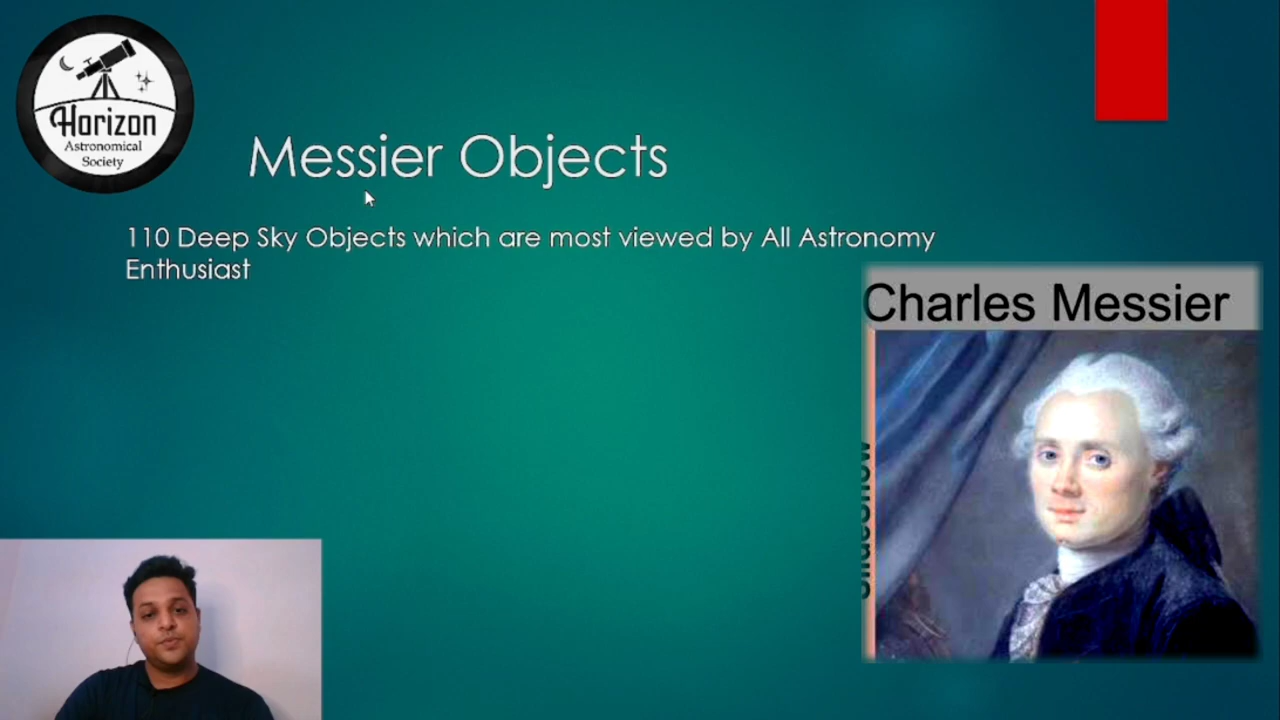 Horizon
Astronomical
Society
Messier Objects
110 Deep Sky Objects which are most viewed by All Astronomy
Enthusiast
Charles Messier